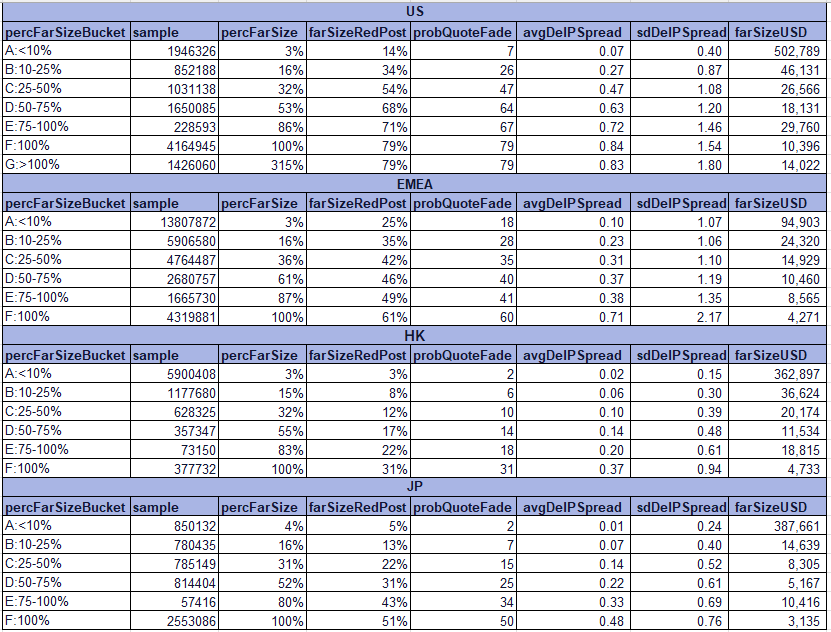 US
percFarSizeBucket sample percFarSize farSizeRedPost probQuoteFade avgDelPSpread sdDelPSpread farSizeUSD
A:<10% 1946326 3% 14% 7 0.07 0.40 502,789
B:10-25% 852188 16% 34% 26 0.27 0.87 46,131
C:25-50% 1031138 32% 54% 47 0.47 1.08 26,566
D:50-75% 1650085 53% 68% 64 0.63 1.20 18,131
E:75-100% 228593 86% 71% 67 0.72 1.46 29,760
F:100% 4164945 100% 79% 79 0.84 1.54 10,396
G:>100% 1426060 315% 79% 79 0.83 1.80 14,022
EMEA
percFarSizeBucket sample percFarSize farSizeRedPost probQuoteFade avgDelPSpread sdDelPSpread farSizeUSD
A:<10% 13807872 3% 25% 18 0.10 1.07 94,903
B:10-25% 5906580 16% 35% 28 0.23 1.06 24,320
C:25-50% 4764487 36% 42% 35 0.31 1.10 14,929
D:50-75% 2680757 61% 46% 40 0.37 1.19 10,460
E:75-100% 1665730 87% 49% 41 0.38 1.35 8,565
F:100% 4319881 100% 61% 60 0.71 2.17 4,271
HK
percFarSizeBucket sample percFarSize farSizeRedPost probQuoteFade avgDelPSpread sdDelPSpread farSizeUSD
A:<10% 5900408 3% 3% 2 0.02 0.15 362,897
B:10-25% 1177680 15% 8% 6 0.06 0.30 36,624
C:25-50% 628325 32% 12% 10 0.10 0.39 20,174
D:50-75% 357347 55% 17% 14 0.14 0.48 11,534
E:75-100% 73150 83% 22% 18 0.20 0.61 18,815
F:100% 377732 100% 31% 31 0.37 0.94 4,733
JP
percFarSizeBucket sample percFarSize farSizeRedPost probQuoteFade avgDelPSpread sdDelPSpread farSizeUSD
A:<10% 850132 4% 5% 2 0.01 0.24 387,661
B:10-25% 780435 16% 13% 7 0.07 0.40 14,639
C:25-50% 785149 31% 22% 15 0.14 0.52 8,305
D:50-75% 814404 52% 31% 25 0.22 0.61 5,167
E:75-100% 57416 80% 43% 34 0.33 0.69 10,416
F:100% 2553086 100% 51% 50 0.48 0.76 3,135